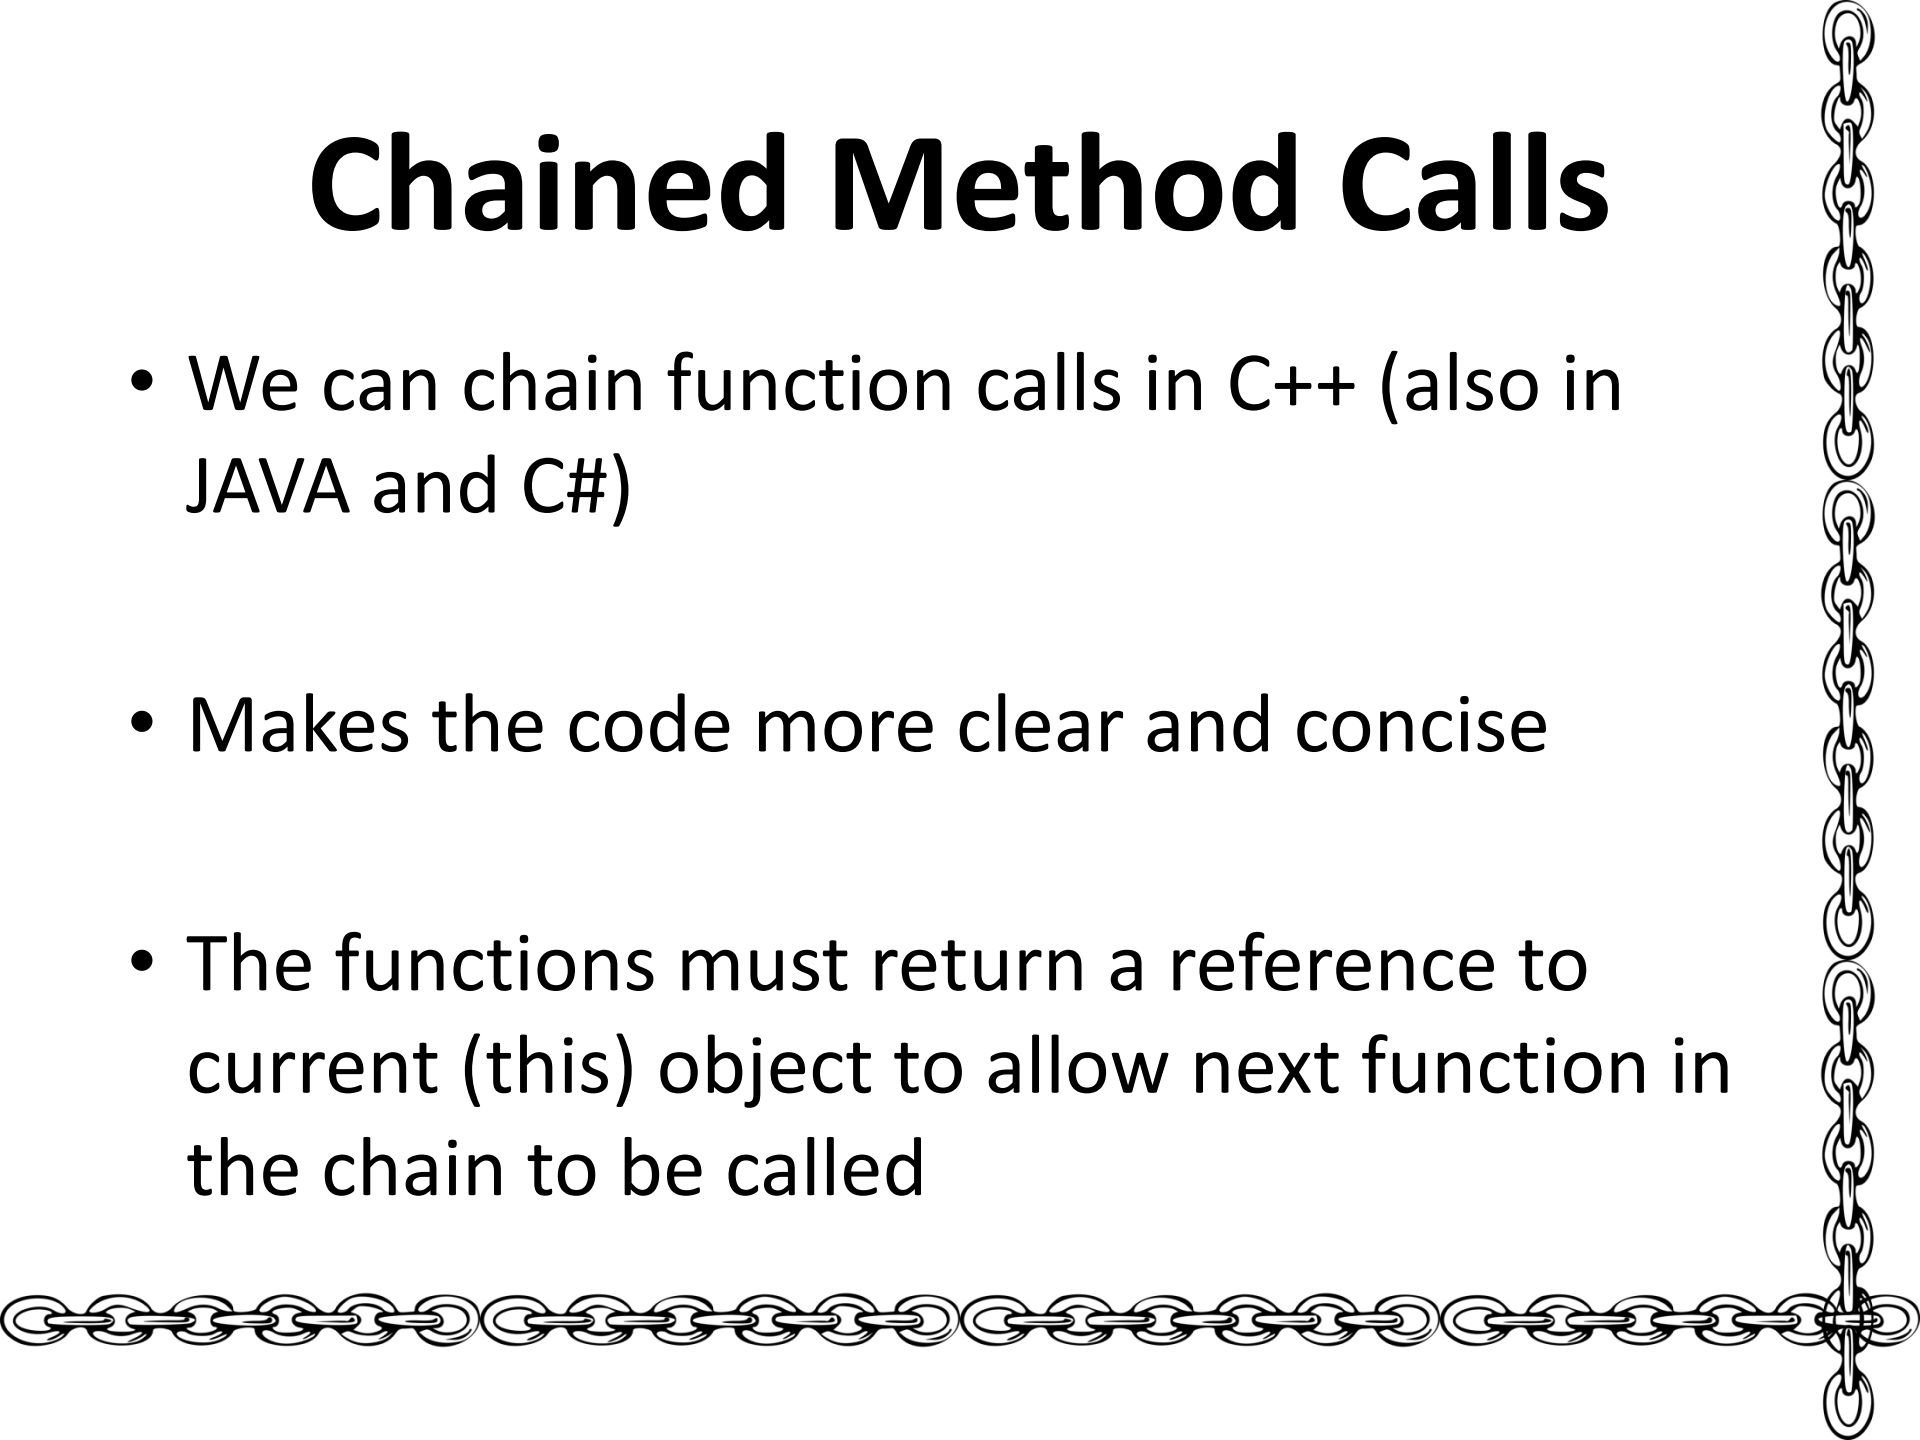 Chained Method Calls
• We can chain function calls in C++ (also in
JAVA and C#)
• Makes the code more clear and concise
• The functions must return a reference to
current (this) object to allow next function in
the chain to be called